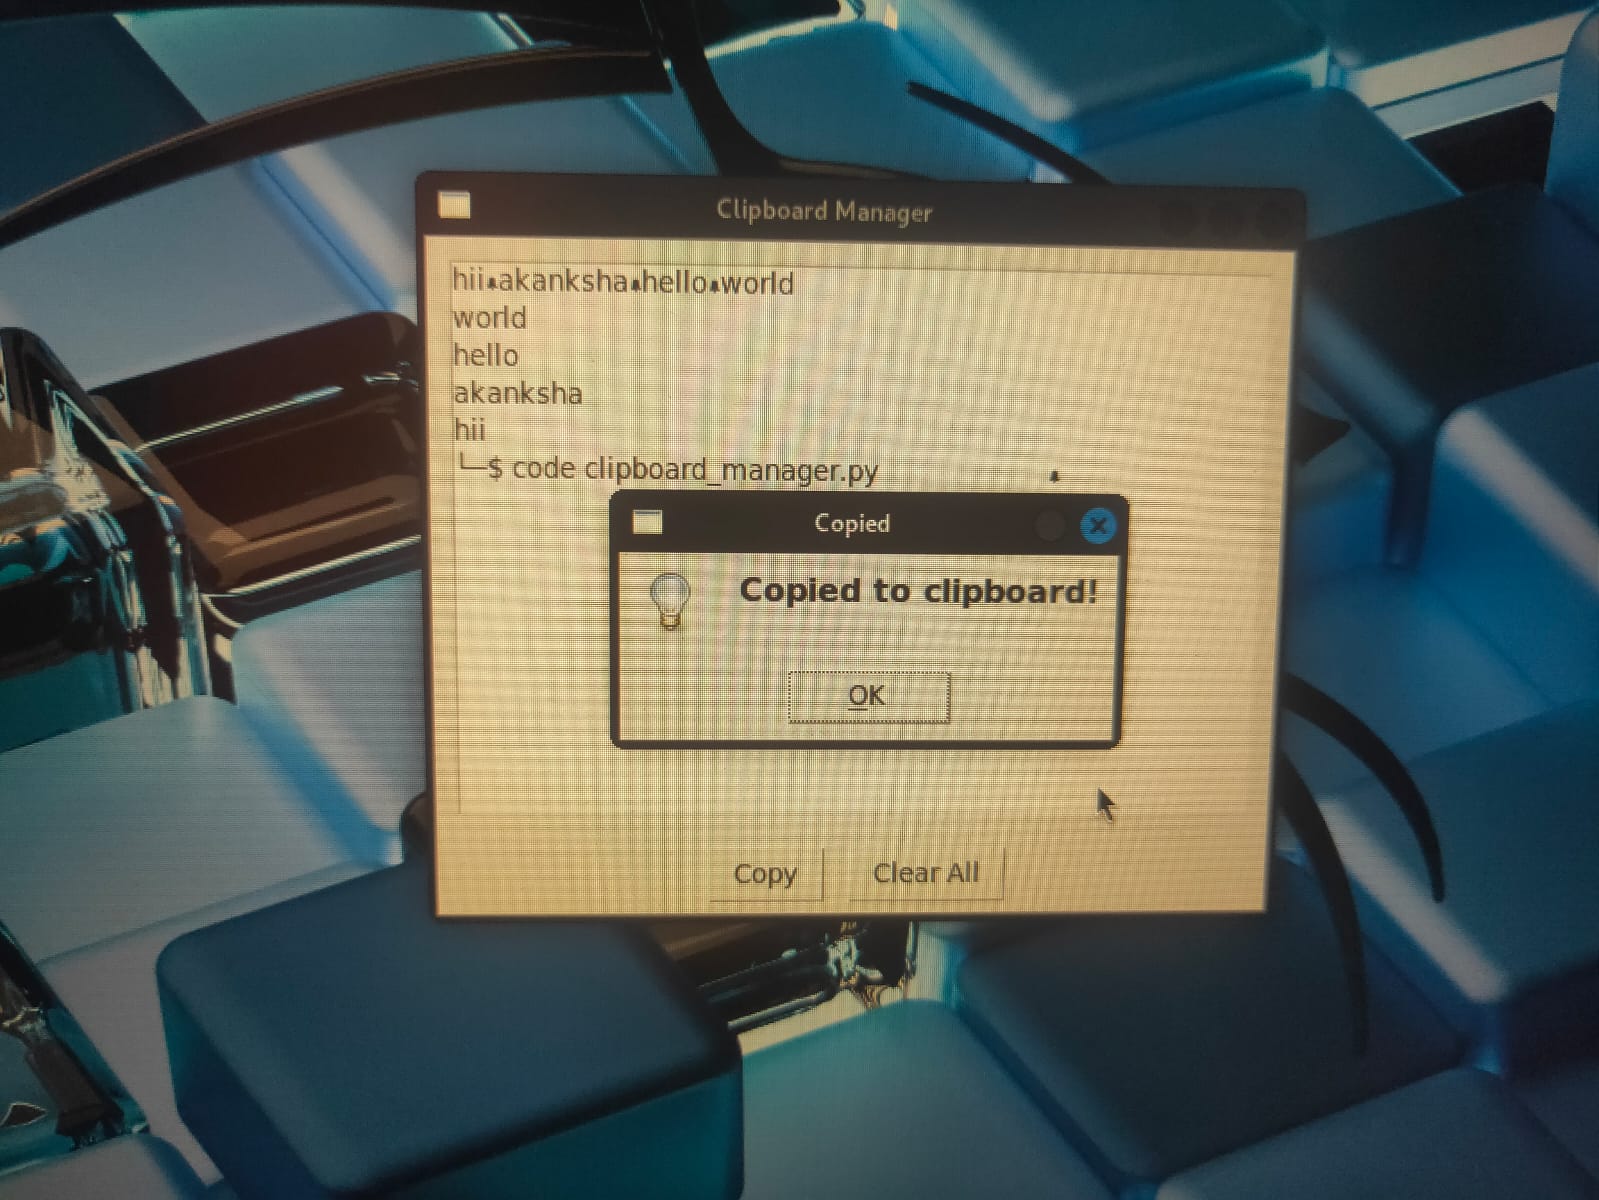 Clipboard Manager
hii▴akanksha▴hello▴world
world
hello
akanksha
hii
└─$ code clipboard_manager.py
Copied
Copied to clipboard!
OK
Copy
Clear All